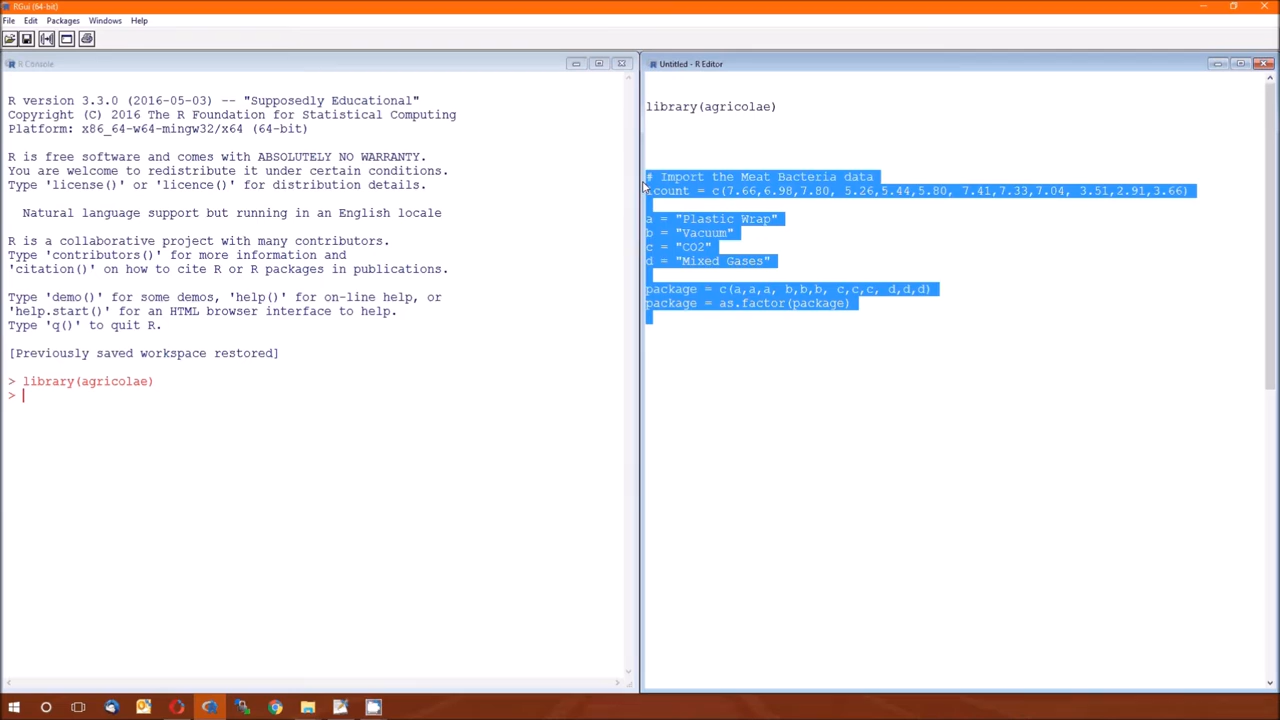 RGui (64-bit)
File Edit Packages Windows Help
R Console
R version 3.3.0 (2016-05-03) -- "Supposedly Educational"
Copyright (C) 2016 The R Foundation for Statistical Computing
Platform: x86_64-w64-mingw32/x64 (64-bit)
R is free software and comes with ABSOLUTELY NO WARRANTY.
You are welcome to redistribute it under certain conditions.
Type 'license()' or 'licence()' for distribution details.
Natural language support but running in an English locale
R is a collaborative project with many contributors.
Type 'contributors()' for more information and
'citation()' on how to cite R or R packages in publications.
Type 'demo()' for some demos, 'help()' for on-line help, or
'help.start()' for an HTML browser interface to help.
Type 'q()' to quit R.
[Previously saved workspace restored]
> library(agricolae)
>
Untitled - R Editor
library(agricolae)
# Import the Meat Bacteria data
count = c(7.66,6.98,7.80, 5.26,5.44,5.80, 7.41,7.33,7.04, 3.51,2.91,3.66)
a = "Plastic Wrap"
b = "Vacuum"
c = "CO2"
d = "Mixed Gases"
package = c(a,a,a, b,b,b, c,c,c, d,d,d)
package = as.factor(package)